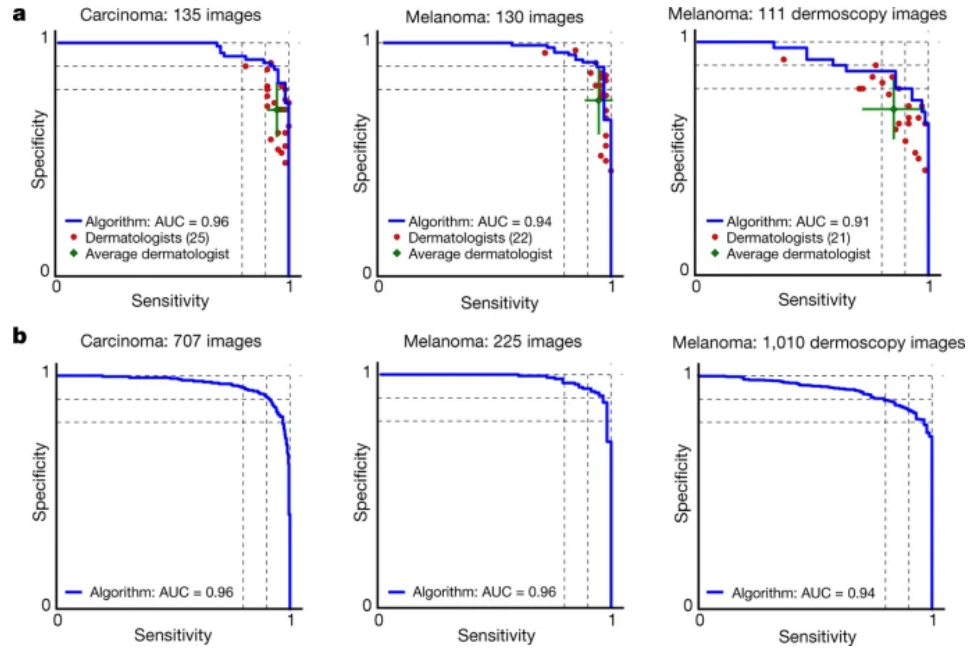 a
Carcinoma: 135 images
1
Specificity
Algorithm: AUC = 0.96
Dermatologists (25)
Average dermatologist
0
0
1
Sensitivity
Melanoma: 130 images
1
Specificity
Algorithm: AUC = 0.94
Dermatologists (22)
Average dermatologist
0
0
1
Sensitivity
Melanoma: 111 dermoscopy images
1
Specificity
Algorithm: AUC = 0.91
Dermatologists (21)
Average dermatologist
0
0
1
Sensitivity
b
Carcinoma: 707 images
1
Specificity
Algorithm: AUC = 0.96
0
0
1
Sensitivity
Melanoma: 225 images
1
Specificity
Algorithm: AUC = 0.96
0
0
1
Sensitivity
Melanoma: 1,010 dermoscopy images
1
Specificity
Algorithm: AUC = 0.94
0
0
1
Sensitivity